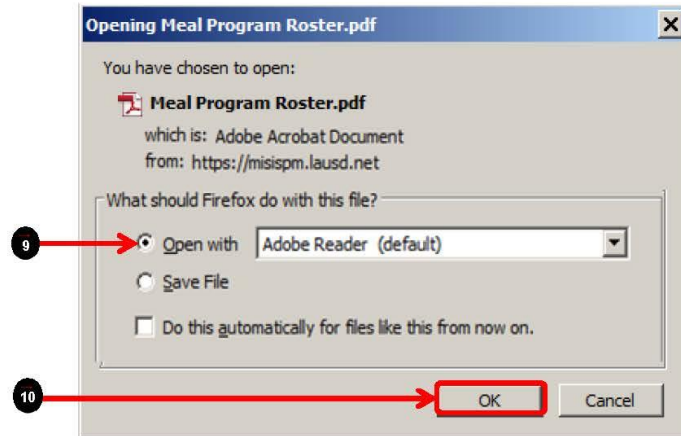 Opening Meal Program Roster.pdf
You have chosen to open:
Meal Program Roster.pdf
which is: Adobe Acrobat Document
from: https://misispm.lausd.net
What should Firefox do with this file?
9
Open with Adobe Reader (default)
Save File
Do this automatically for files like this from now on.
10
OK Cancel